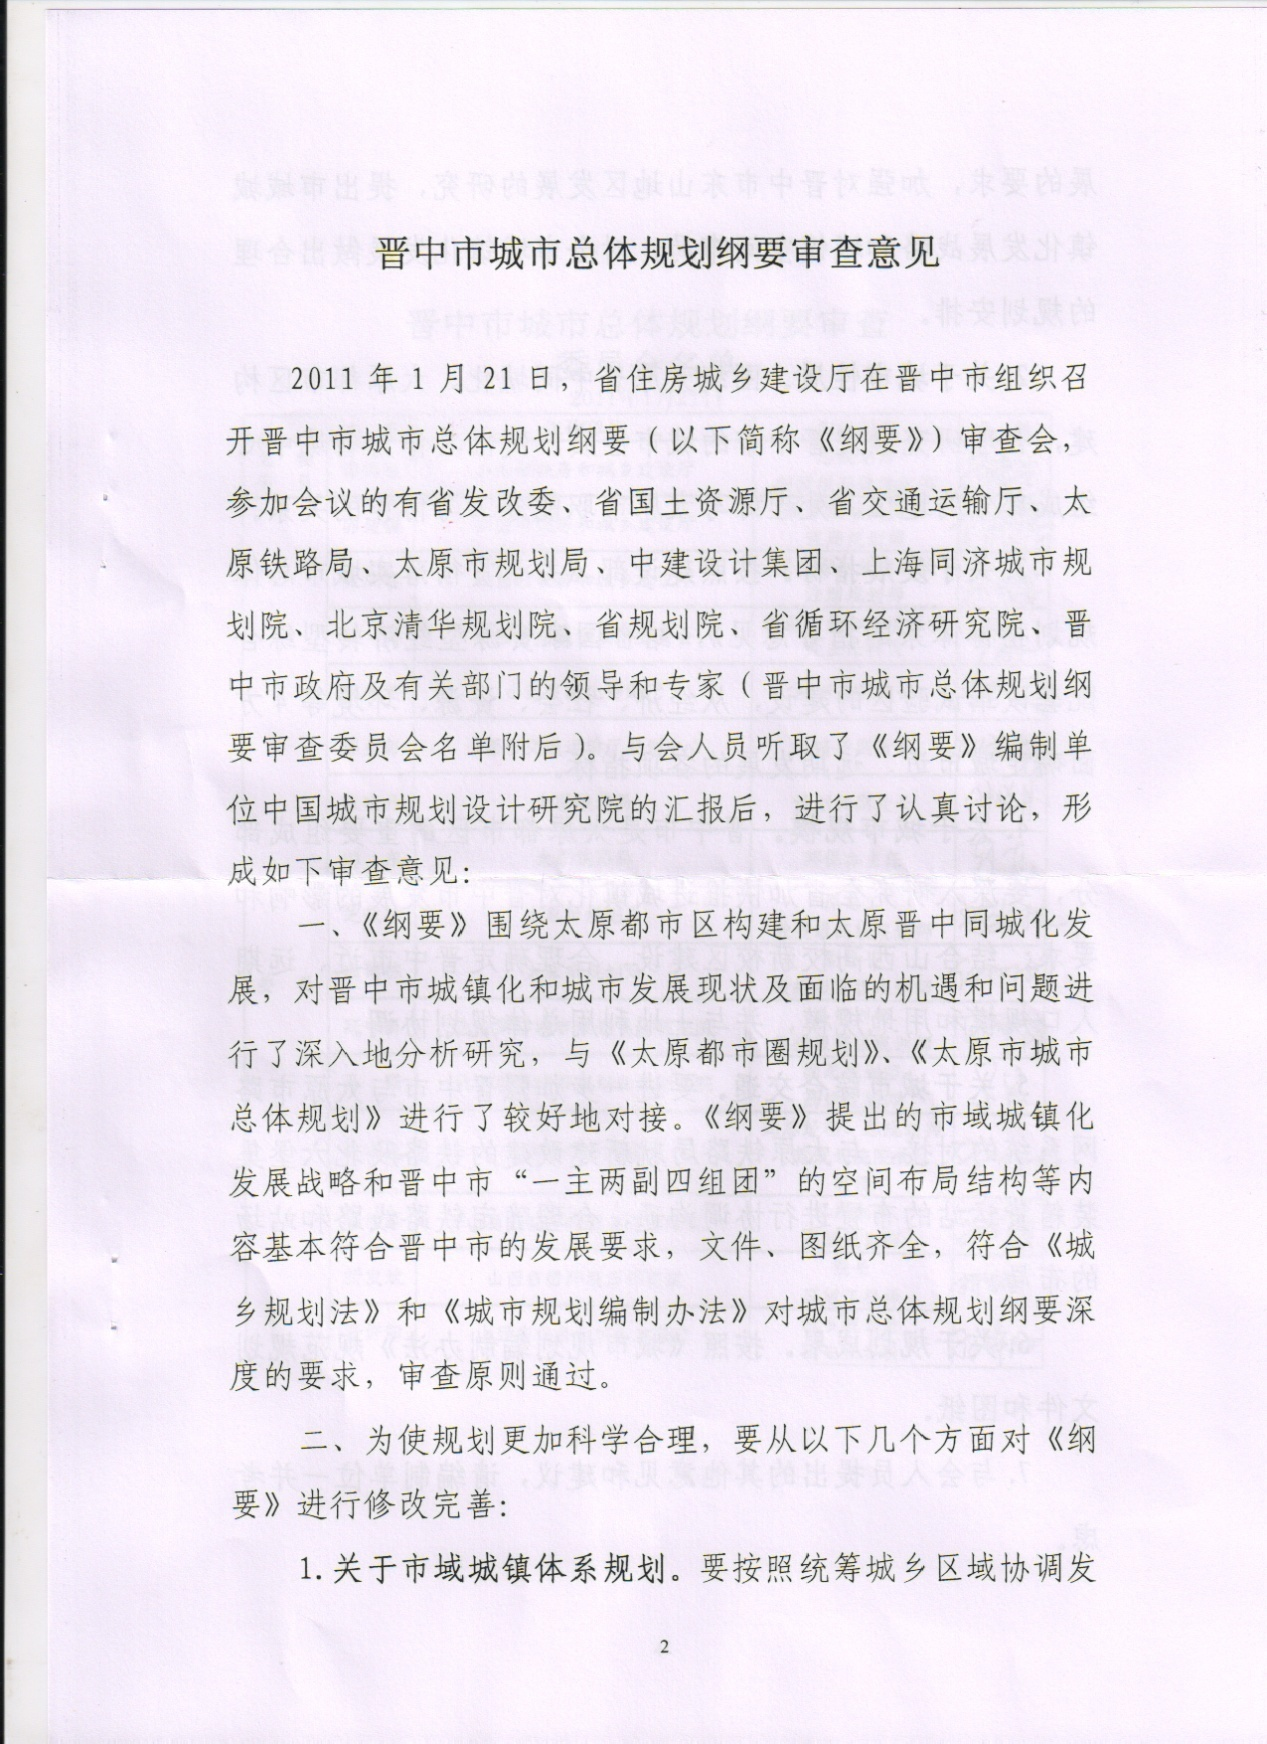 晋中市城市总体规划纲要审查意见
2011 年 1 月 21 日，省住房城乡建设厅在晋中市组织召
开晋中市城市总体规划纲要（以下简称《纲要》）审查会，
参加会议的有省发改委、省国土资源厅、省交通运输厅、太
原铁路局、太原市规划局、中建设计集团、上海同济城市规
划院、北京清华规划院、省规划院、省循环经济研究院、晋
中市政府及有关部门的领导和专家（晋中市城市总体规划纲
要审查委员会名单附后）。与会人员听取了《纲要》编制单
位中国城市规划设计研究院的汇报后，进行了认真讨论，形
成如下审查意见：
一、《纲要》围绕太原都市区构建和太原晋中同城化发
展，对晋中市城镇化和城市发展现状及面临的机遇和问题进
行了深入地分析研究，与《太原都市圈规划》、《太原市城市
总体规划》进行了较好地对接。《纲要》提出的市域城镇化
发展战略和晋中市“一主两副四组团”的空间布局结构等内
容基本符合晋中市的发展要求，文件、图纸齐全，符合《城
乡规划法》和《城市规划编制办法》对城市总体规划纲要深
度的要求，审查原则通过。
二、为使规划更加科学合理，要从以下几个方面对《纲
要》进行修改完善：
1.关于市域城镇体系规划。要按照统筹城乡区域协调发
2